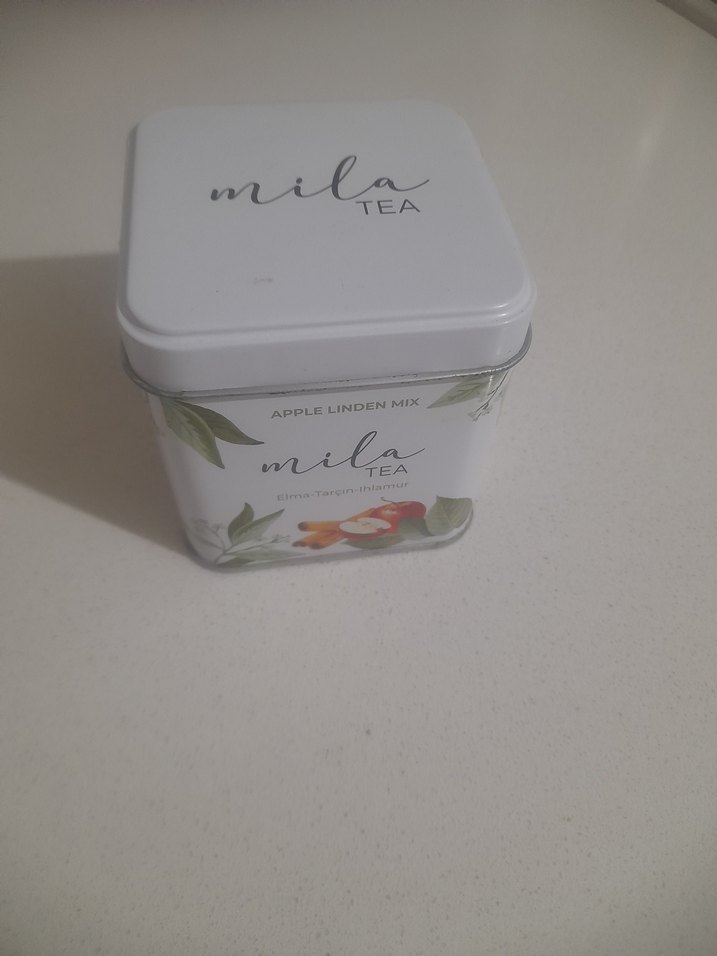 mila
TEA
APPLE LINDEN MIX
mila
TEA
Elma-Tarçın-Ihlamur